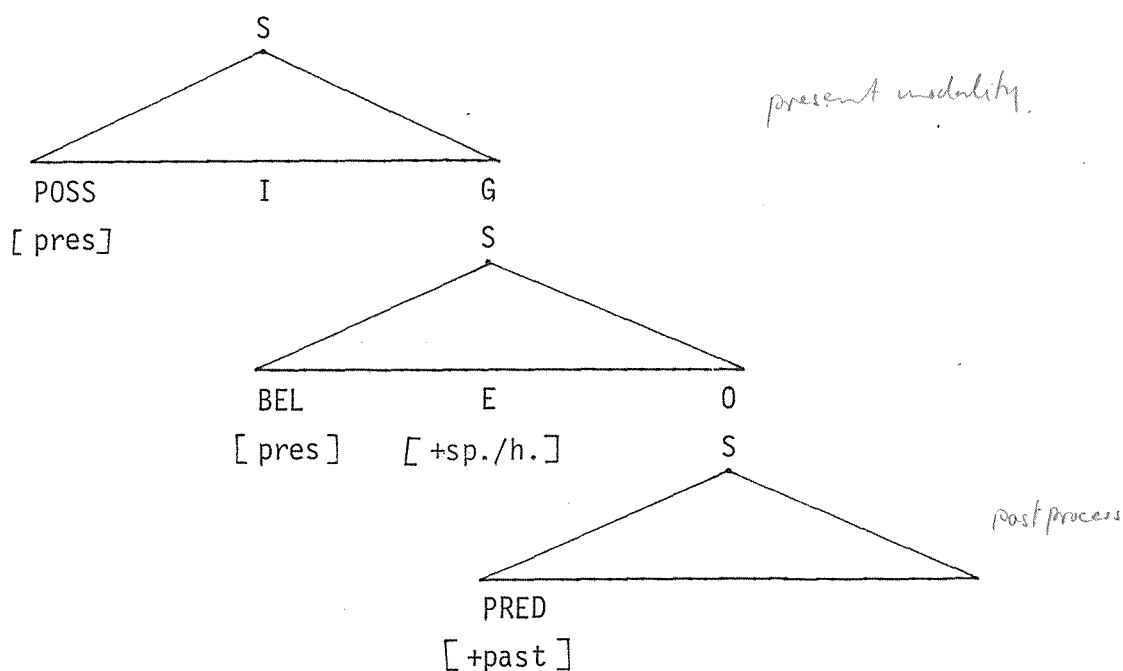 S
present modality.
POSS I G
[ pres]
S
BEL E O
[ pres] [ +sp./h. ]
S
past process
PRED
[ +past ]